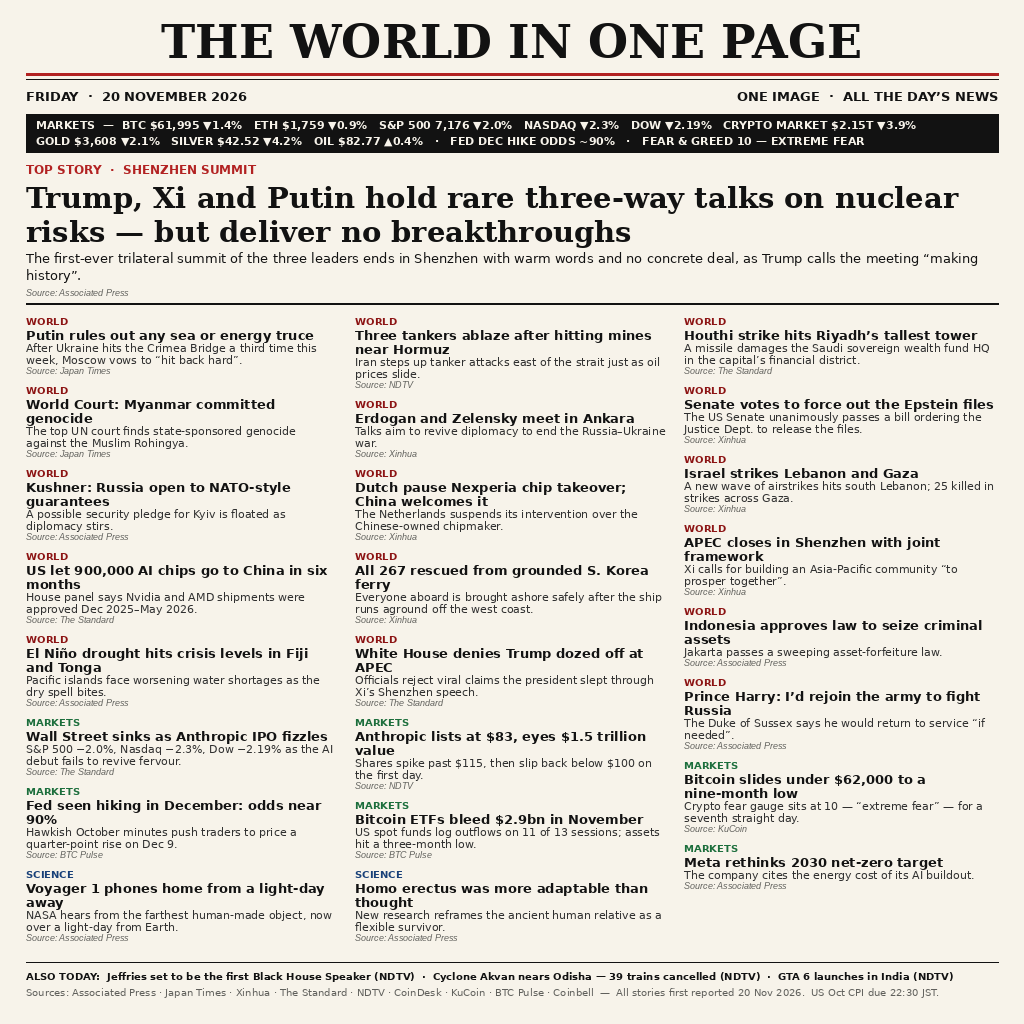 THE WORLD IN ONE PAGE
FRIDAY · 20 NOVEMBER 2026
ONE IMAGE · ALL THE DAY'S NEWS
MARKETS — BTC $61,995 ▼1.4% ETH $1,759 ▼0.9% S&P 500 7,176 ▼2.0% NASDAQ ▼2.3% DOW ▼2.19% CRYPTO MARKET $2.15T ▼3.9%
GOLD $3,608 ▼2.1% SILVER $42.52 ▼4.2% OIL $82.77 ▲0.4% · FED DEC HIKE ODDS ~90% · FEAR & GREED 10 — EXTREME FEAR
TOP STORY · SHENZHEN SUMMIT
Trump, Xi and Putin hold rare three-way talks on nuclear
risks — but deliver no breakthroughs
The first-ever trilateral summit of the three leaders ends in Shenzhen with warm words and no concrete deal, as Trump calls the meeting “making
history”.
Source: Associated Press
WORLD
Putin rules out any sea or energy truce
After Ukraine hits the Crimea Bridge a third time this
week, Moscow vows to “hit back hard”.
Source: Japan Times
WORLD
World Court: Myanmar committed
genocide
The top UN court finds state-sponsored genocide
against the Muslim Rohingya.
Source: Japan Times
WORLD
Kushner: Russia open to NATO-style
guarantees
A possible security pledge for Kyiv is floated as
diplomacy stirs.
Source: Associated Press
WORLD
US let 900,000 AI chips go to China in six
months
House panel says Nvidia and AMD shipments were
approved Dec 2025–May 2026.
Source: The Standard
WORLD
El Niño drought hits crisis levels in Fiji
and Tonga
Pacific islands face worsening water shortages as the
dry spell bites.
Source: Associated Press
MARKETS
Wall Street sinks as Anthropic IPO fizzles
S&P 500 −2.0%, Nasdaq −2.3%, Dow −2.19% as the AI
debut fails to revive fervour.
Source: The Standard
MARKETS
Fed seen hiking in December: odds near
90%
Hawkish October minutes push traders to price a
quarter-point rise on Dec 9.
Source: BTC Pulse
SCIENCE
Voyager 1 phones home from a light-day
away
NASA hears from the farthest human-made object, now
over a light-day from Earth.
Source: Associated Press
WORLD
Three tankers ablaze after hitting mines
near Hormuz
Iran steps up tanker attacks east of the strait just as oil
prices slide.
Source: NDTV
WORLD
Erdogan and Zelensky meet in Ankara
Talks aim to revive diplomacy to end the Russia–Ukraine
war.
Source: Xinhua
WORLD
Dutch pause Nexperia chip takeover;
China welcomes it
The Netherlands suspends its intervention over the
Chinese-owned chipmaker.
Source: Xinhua
WORLD
All 267 rescued from grounded S. Korea
ferry
Everyone aboard is brought ashore safely after the ship
runs aground off the west coast.
Source: Xinhua
WORLD
White House denies Trump dozed off at
APEC
Officials reject viral claims the president slept through
Xi’s Shenzhen speech.
Source: The Standard
MARKETS
Anthropic lists at $83, eyes $1.5 trillion
value
Shares spike past $115, then slip back below $100 on
the first day.
Source: NDTV
MARKETS
Bitcoin ETFs bleed $2.9bn in November
US spot funds log outflows on 11 of 13 sessions; assets
hit a three-month low.
Source: BTC Pulse
SCIENCE
Homo erectus was more adaptable than
thought
New research reframes the ancient human relative as a
flexible survivor.
Source: Associated Press
WORLD
Houthi strike hits Riyadh’s tallest tower
A missile damages the Saudi sovereign wealth fund HQ
in the capital’s financial district.
Source: The Standard
WORLD
Senate votes to force out the Epstein files
The US Senate unanimously passes a bill ordering the
Justice Dept. to release the files.
Source: Xinhua
WORLD
Israel strikes Lebanon and Gaza
A new wave of airstrikes hits south Lebanon; 25 killed in
strikes across Gaza.
Source: Xinhua
WORLD
APEC closes in Shenzhen with joint
framework
Xi calls for building an Asia-Pacific community “to
prosper together”.
Source: Xinhua
WORLD
Indonesia approves law to seize criminal
assets
Jakarta passes a sweeping asset-forfeiture law.
Source: Associated Press
WORLD
Prince Harry: I’d rejoin the army to fight
Russia
The Duke of Sussex says he would return to service “if
needed”.
Source: Associated Press
MARKETS
Bitcoin slides under $62,000 to a
nine-month low
Crypto fear gauge sits at 10 — “extreme fear” — for a
seventh straight day.
Source: KuCoin
MARKETS
Meta rethinks 2030 net-zero target
The company cites the energy cost of its AI buildout.
Source: Associated Press
ALSO TODAY: Jeffries set to be the first Black House Speaker (NDTV) · Cyclone Akvan nears Odisha — 39 trains cancelled (NDTV) · GTA 6 launches in India (NDTV)
Sources: Associated Press · Japan Times · Xinhua · The Standard · NDTV · CoinDesk · KuCoin · BTC Pulse · Coinbell — All stories first reported 20 Nov 2026. US Oct CPI due 22:30 JST.